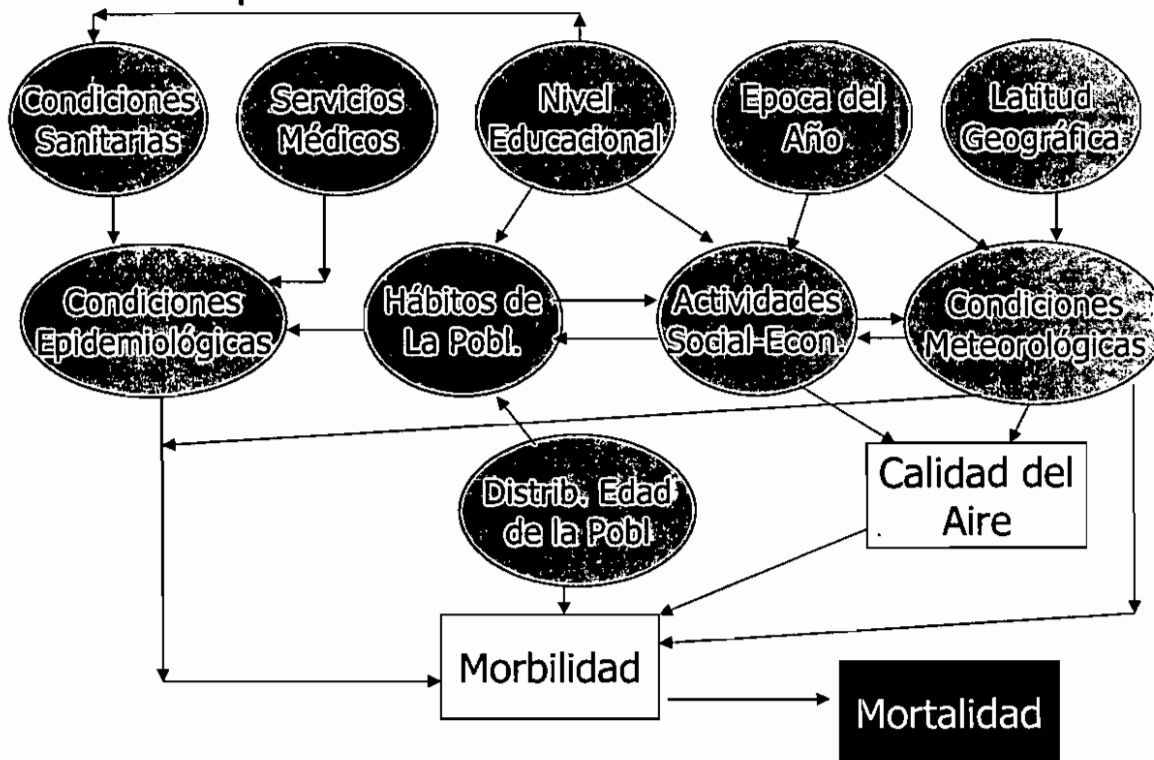 Condiciones
Sanitarias
Servicios
Médicos
Nivel
Educacional
Epoca del
Año
Latitud
Geográfica
Condiciones
Epidemiológicas
Hábitos de
La Pobl.
Actividades
Social-Econ.
Condiciones
Meteorológicas
Distrib. Edad
de la Pobl
Calidad del
Aire
Morbilidad
Mortalidad